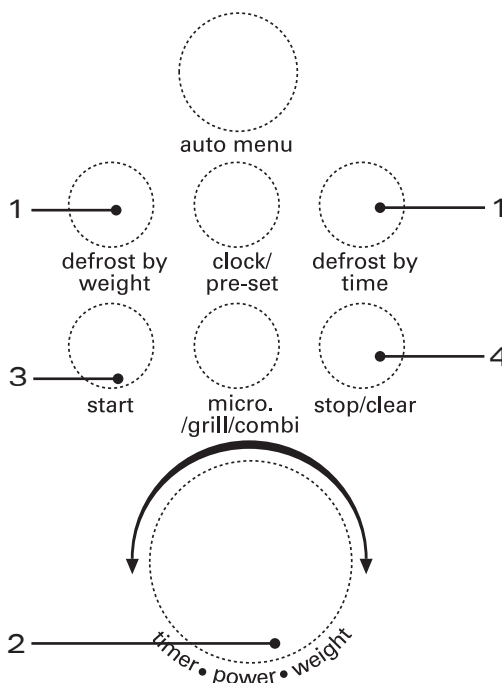 auto menu
1
1
defrost by
weight
clock/
pre-set
defrost by
time
3
4
start
micro.
/grill/combi
stop/clear
2
timer • power • weight